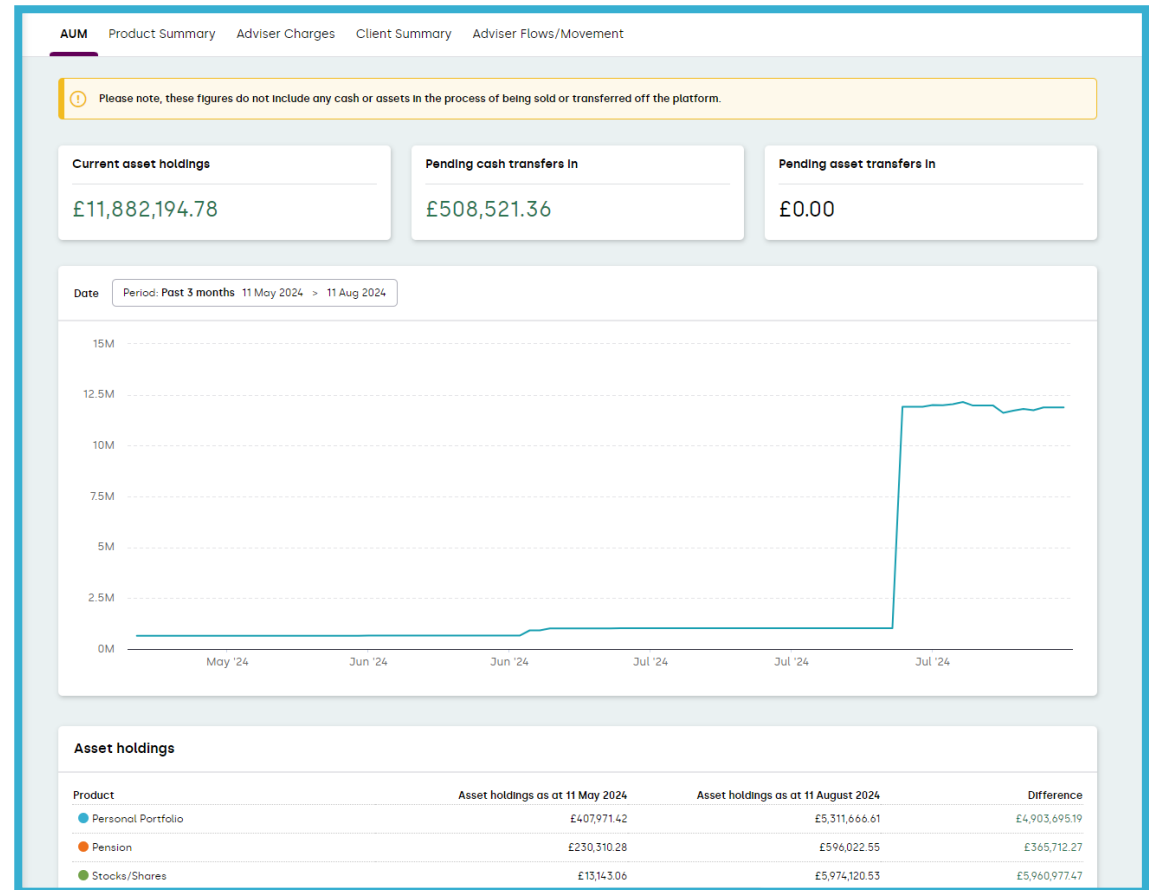 AUM Product Summary Adviser Charges Client Summary Adviser Flows/Movement
Please note, these figures do not include any cash or assets in the process of being sold or transferred off the platform.
Current asset holdings
£11,882,194.78
Pending cash transfers in
£508,521.36
Pending asset transfers in
£0.00
Date Period: Past 3 months 11 May 2024 > 11 Aug 2024
15M
12.5M
10M
7.5M
5M
2.5M
0M
May '24 Jun '24 Jun '24 Jul '24 Jul '24 Jul '24
Asset holdings
Product Asset holdings as at 11 May 2024 Asset holdings as at 11 August 2024 Difference
Personal Portfolio £407,971.42 £5,311,666.61 £4,903,695.19
Pension £230,310.28 £596,022.55 £365,712.27
Stocks/Shares £13,143.06 £5,974,120.53 £5,960,977.47